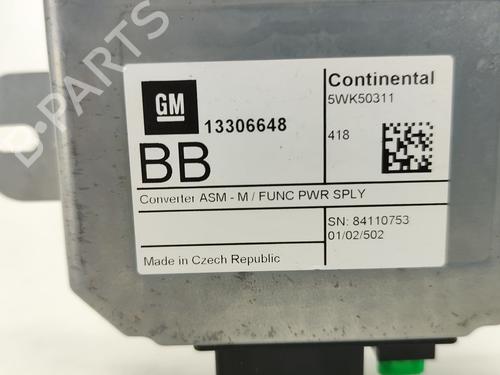 B-PARTS
GM
13306648
BB
Converter ASM - M / FUNC PWR SPLY
Made in Czech Republic
Continental
5WK50311
418
SN: 84110753
01/02/502